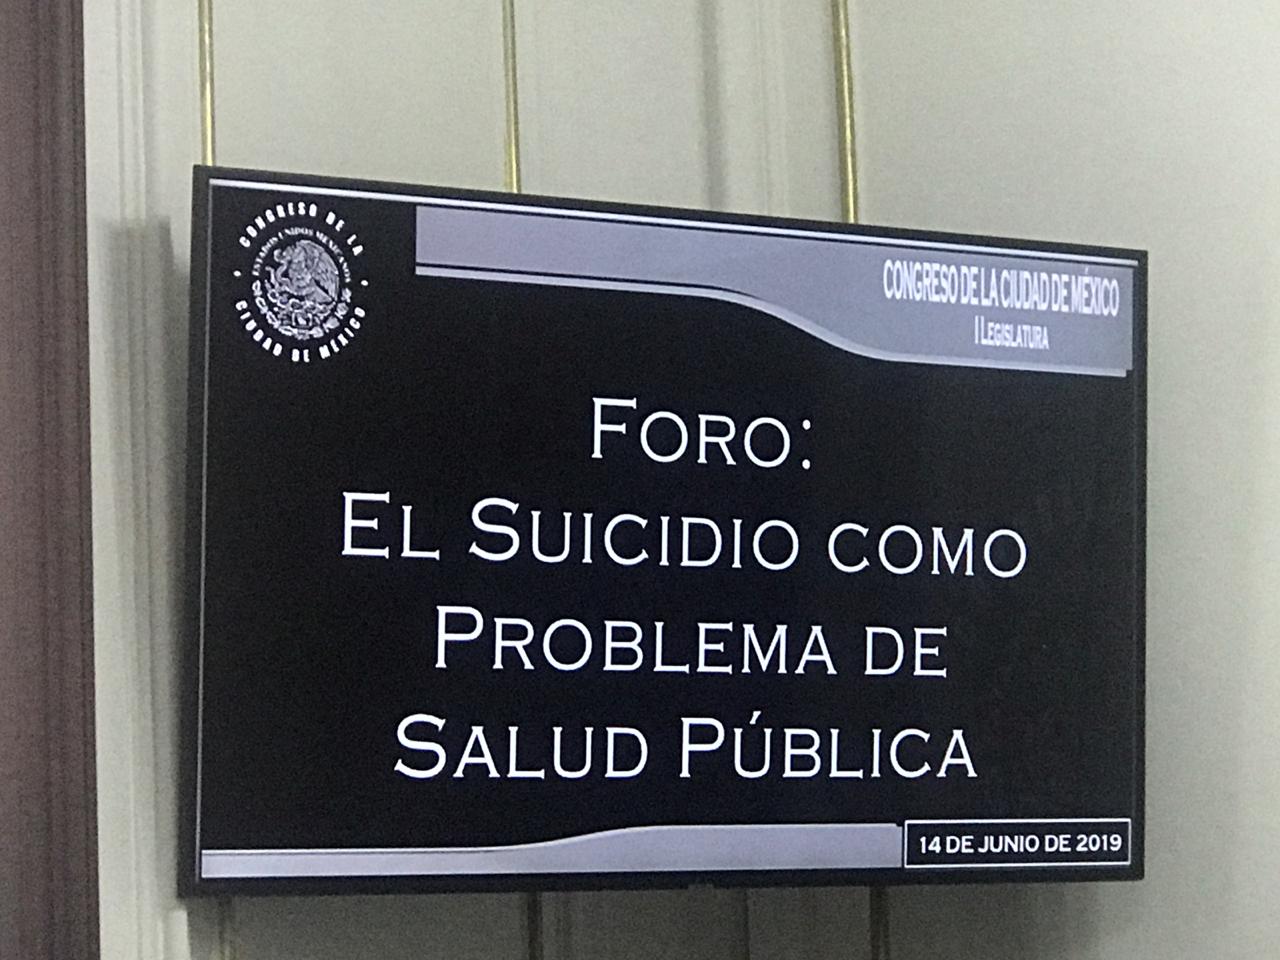 CONGRESO DE LA
CIUDAD DE MÉXICO
ESTADOS UNIDOS MEXICANOS
CONGRESO DE LA CIUDAD DE MÉXICO
I LEGISLATURA
FORO:
EL SUICIDIO COMO
PROBLEMA DE
SALUD PÚBLICA
14 DE JUNIO DE 2019